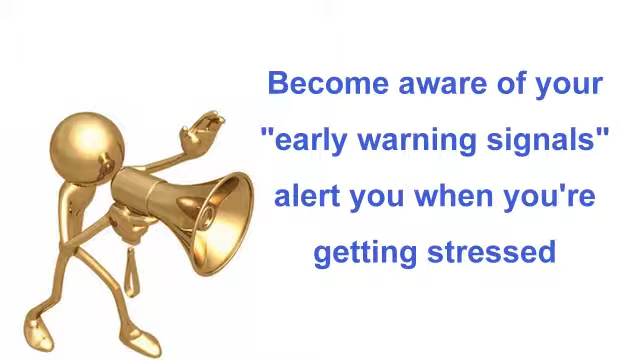 Become aware of your
"early warning signals"
alert you when you're
getting stressed